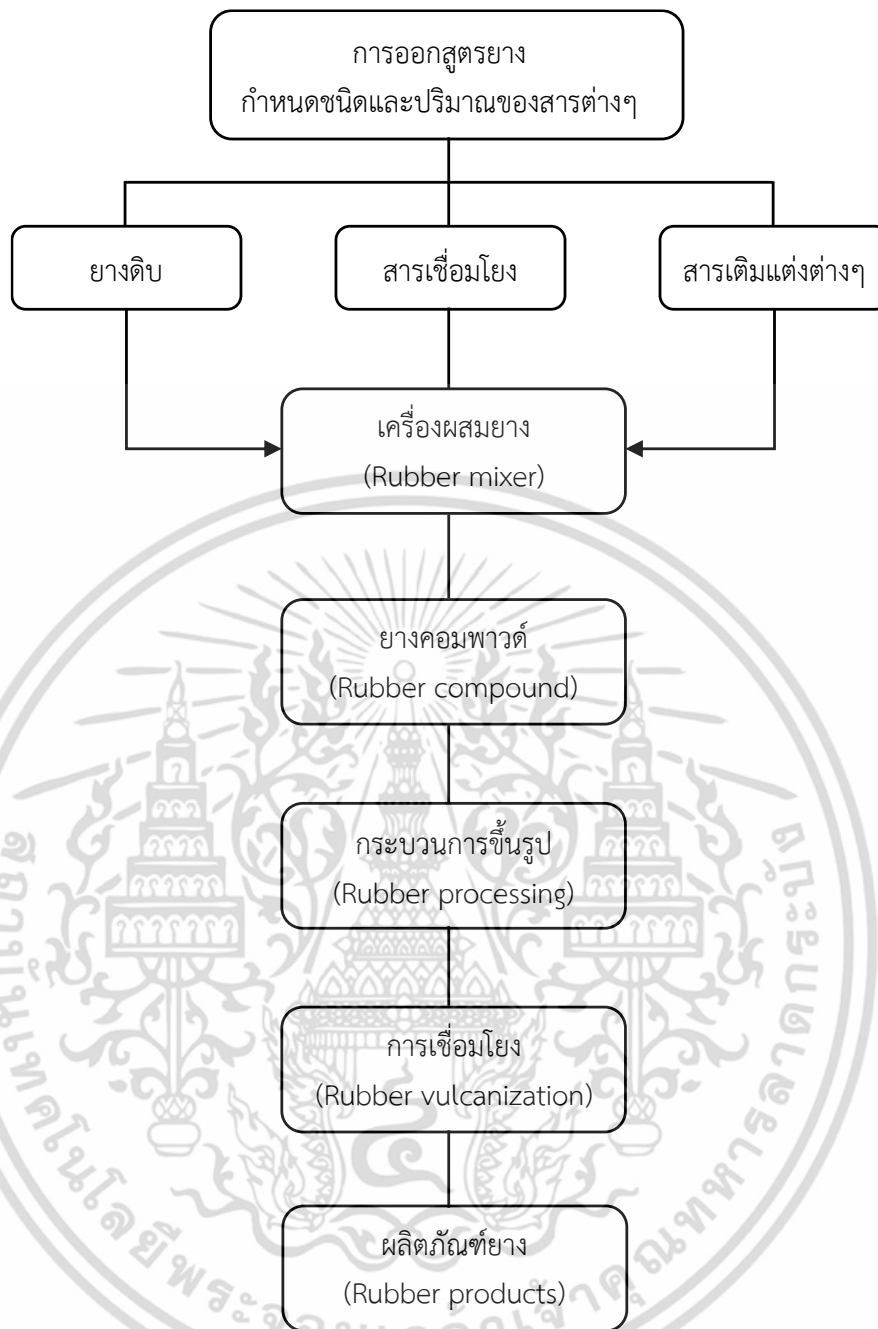 การออกสูตรยาง
กำหนดชนิดและปริมาณของสารต่างๆ
ยางดิบ
สารเชื่อมโยง
สารเติมแต่งต่างๆ
เครื่องผสมยาง
(Rubber mixer)
ยางคอมพาวด์
(Rubber compound)
กระบวนการขึ้นรูป
(Rubber processing)
การเชื่อมโยง
(Rubber vulcanization)
ผลิตภัณฑ์ยาง
(Rubber products)